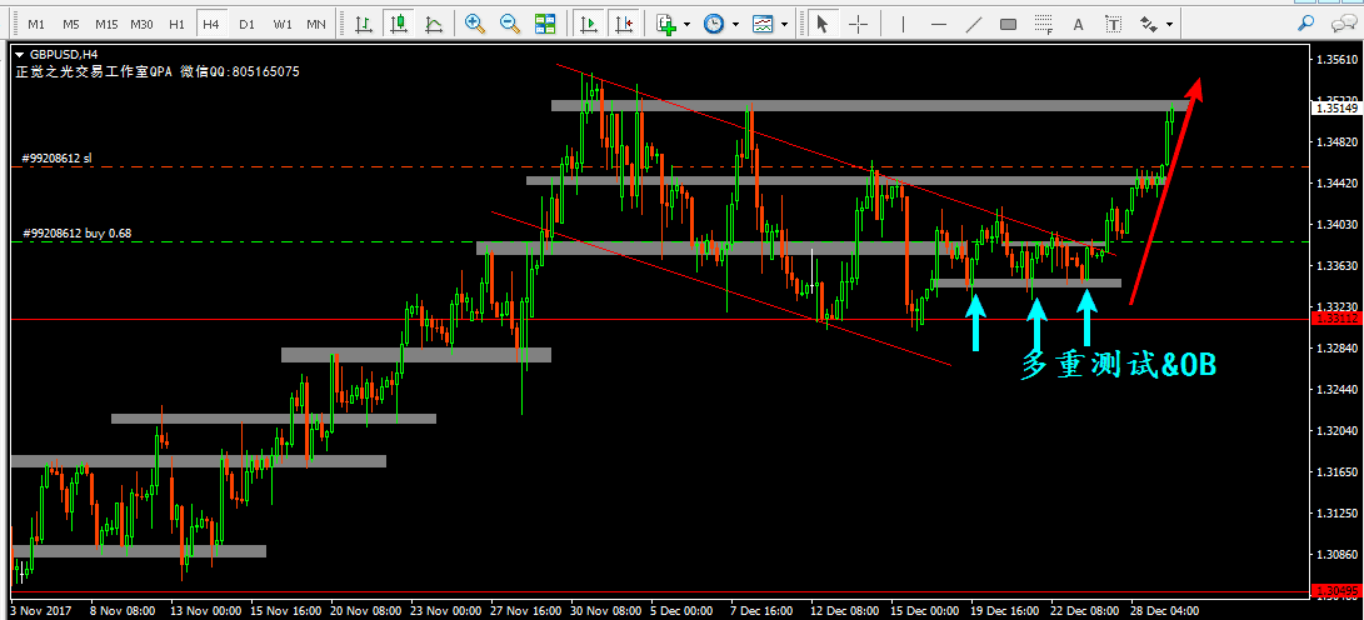 M1 M5 M15 M30 H1 H4 D1 W1 MN
A T
GBPUSD,H4
正觉之光交易工作室QPA 微信QQ:805165075
1.35610
1.35149
#99208612 sl
1.34820
1.34420
#99208612 buy 0.68
1.34030
1.33630
1.33230
1.33112
多重测试&OB
1.32840
1.32440
1.32040
1.31650
1.31250
1.30860
1.30495
3 Nov 2017 8 Nov 08:00 13 Nov 00:00 15 Nov 16:00 20 Nov 08:00 23 Nov 00:00 27 Nov 16:00 30 Nov 08:00 5 Dec 00:00 7 Dec 16:00 12 Dec 08:00 15 Dec 00:00 19 Dec 16:00 22 Dec 08:00 28 Dec 04:00